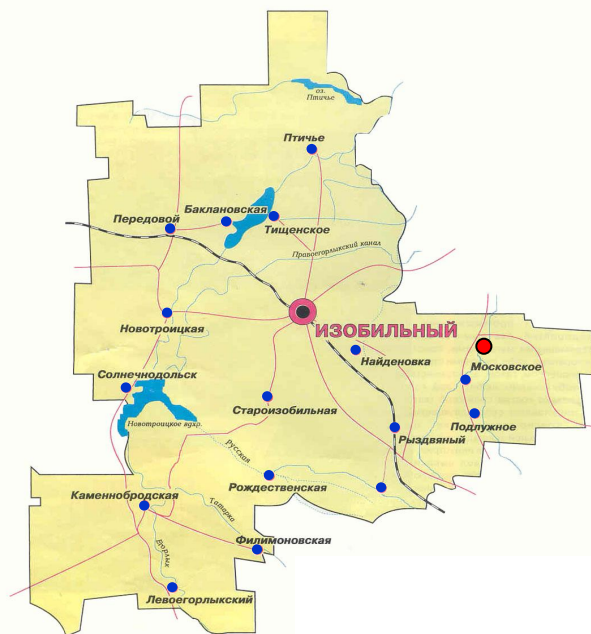 оз.
Птичье
Птичье
Баклановская
Передовой
Тищенское
Правоегорлыкский канал
Новотроицкая
ИЗОБИЛЬНЫЙ
Найденовка
Солнечнодольск
Московское
Староизобильная
Новотроицкое вдхр.
Подлужное
Рыздвяный
Русская
Каменнобродская
Рождественская
Татарка
Филимоновская
Егорлык
Левоегорлыкский